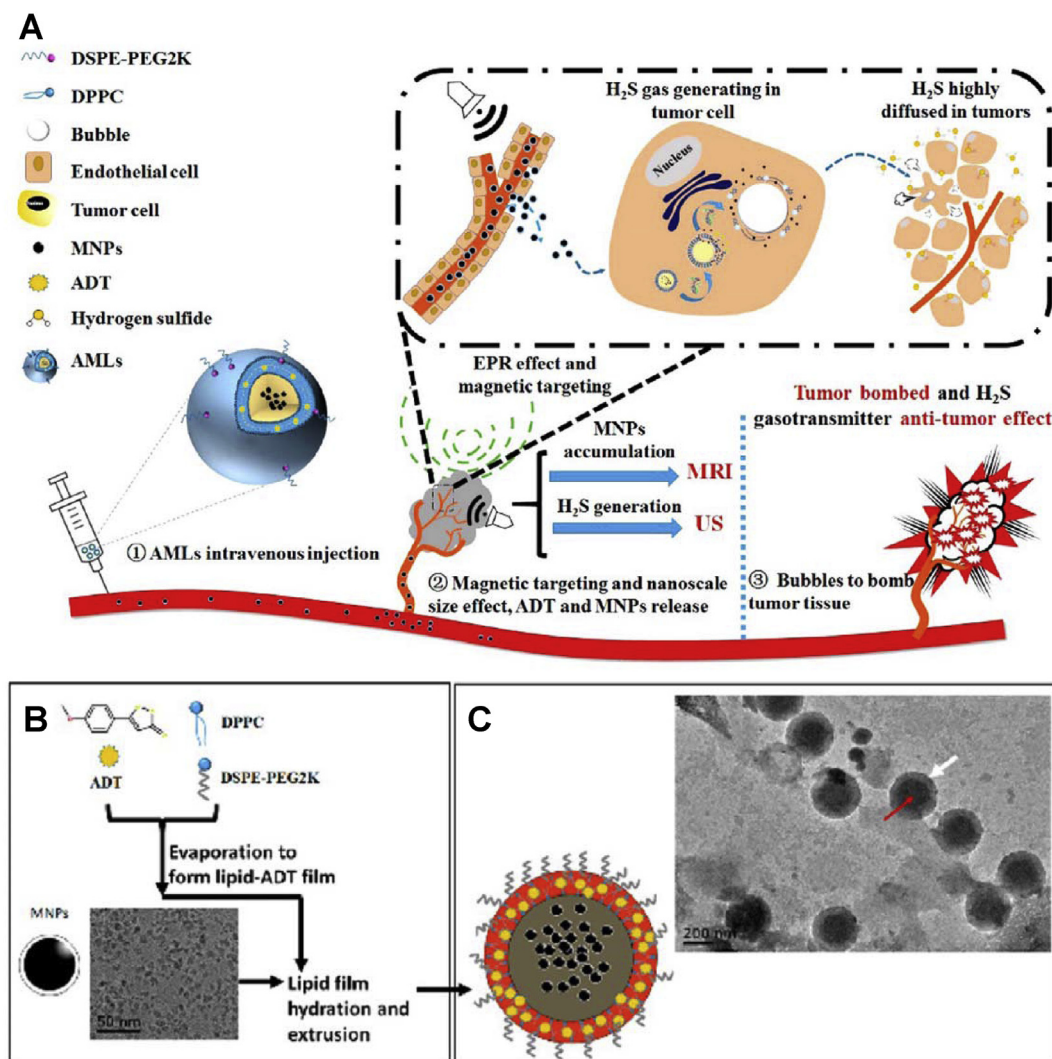 A
DSPE-PEG2K
DPPC
Bubble
Endothelial cell
Tumor cell
MNPs
ADT
Hydrogen sulfide
AMLs
H₂S gas generating in
tumor cell
Nucleus
H₂S highly
diffused in tumors
EPR effect and
magnetic targeting
MNPs
accumulation
MRI
H₂S generation
US
Tumor bombed and H₂S
gasotransmitter anti-tumor effect
① AMLs intravenous injection
② Magnetic targeting and nanoscale
size effect, ADT and MNPs release
③ Bubbles to bomb
tumor tissue
B
DPPC
ADT
DSPE-PEG2K
Evaporation to
form lipid-ADT film
MNPs
50 nm
Lipid film
hydration and
extrusion
C
200 nm